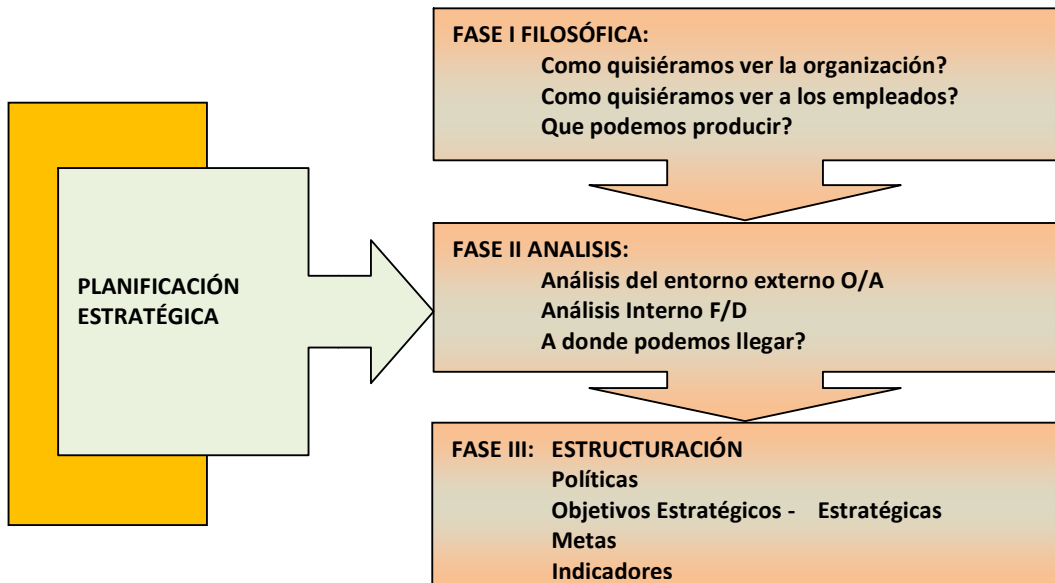 FASE I FILOSÓFICA:
Como quisiéramos ver la organización?
Como quisiéramos ver a los empleados?
Que podemos producir?
PLANIFICACIÓN
ESTRATÉGICA
FASE II ANALISIS:
Análisis del entorno externo O/A
Análisis Interno F/D
A donde podemos llegar?
FASE III: ESTRUCTURACIÓN
Políticas
Objetivos Estratégicos - Estratégicas
Metas
Indicadores